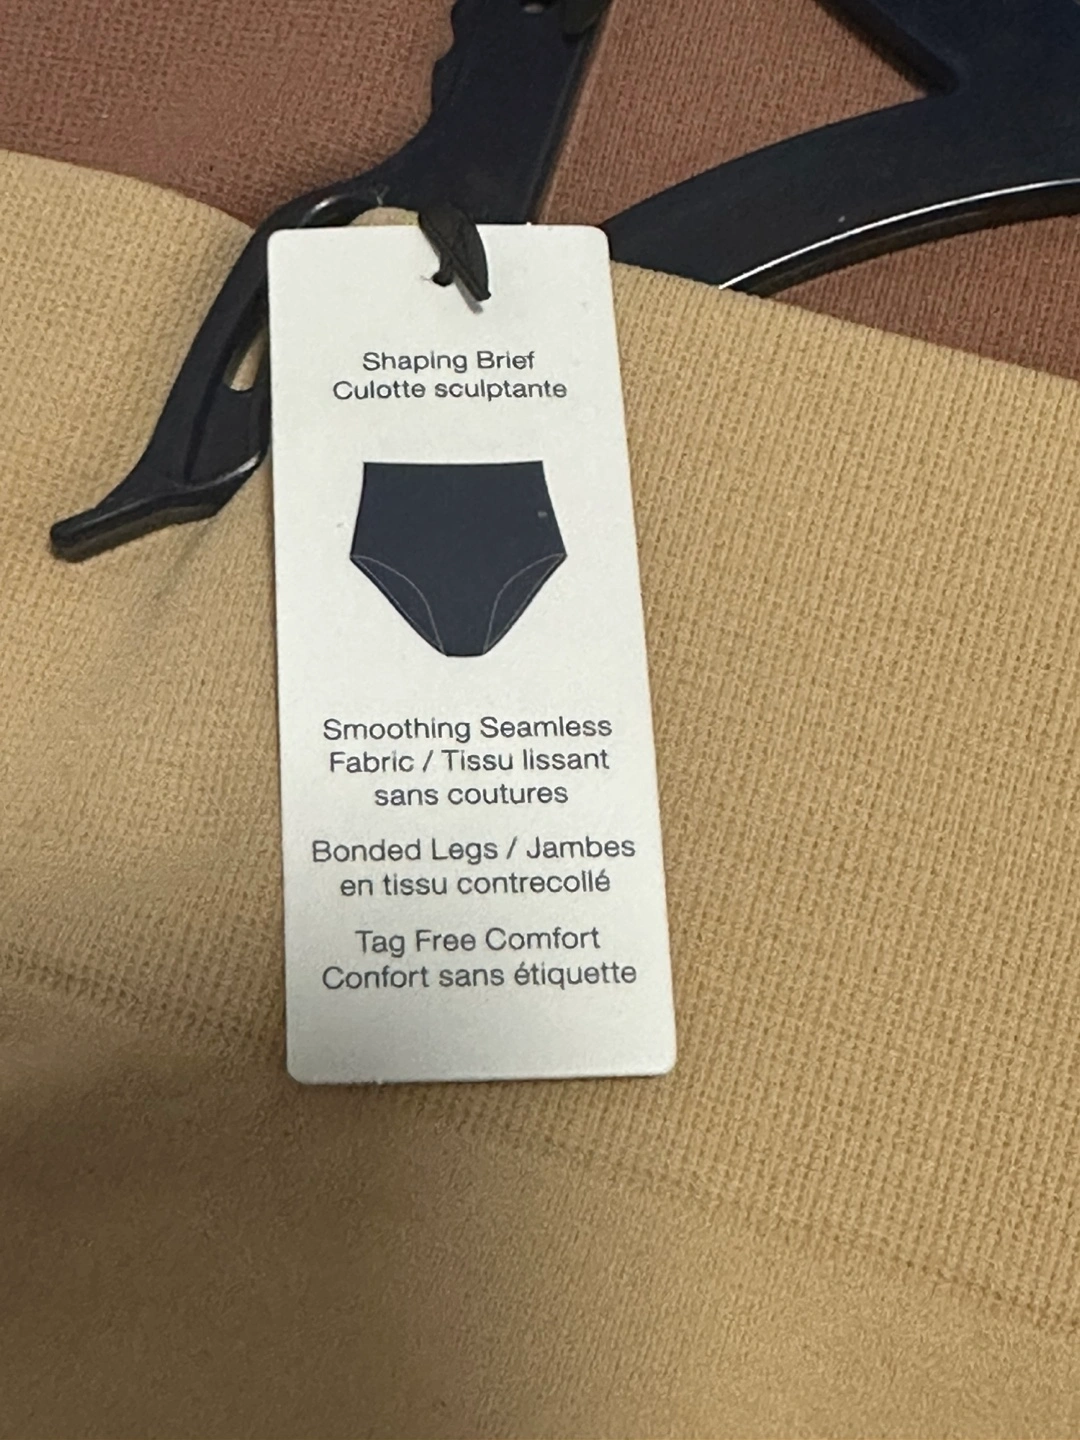 Shaping Brief
Culotte sculptante
Smoothing Seamless
Fabric / Tissu lissant
sans coutures
Bonded Legs / Jambes
en tissu contrecollé
Tag Free Comfort
Confort sans étiquette